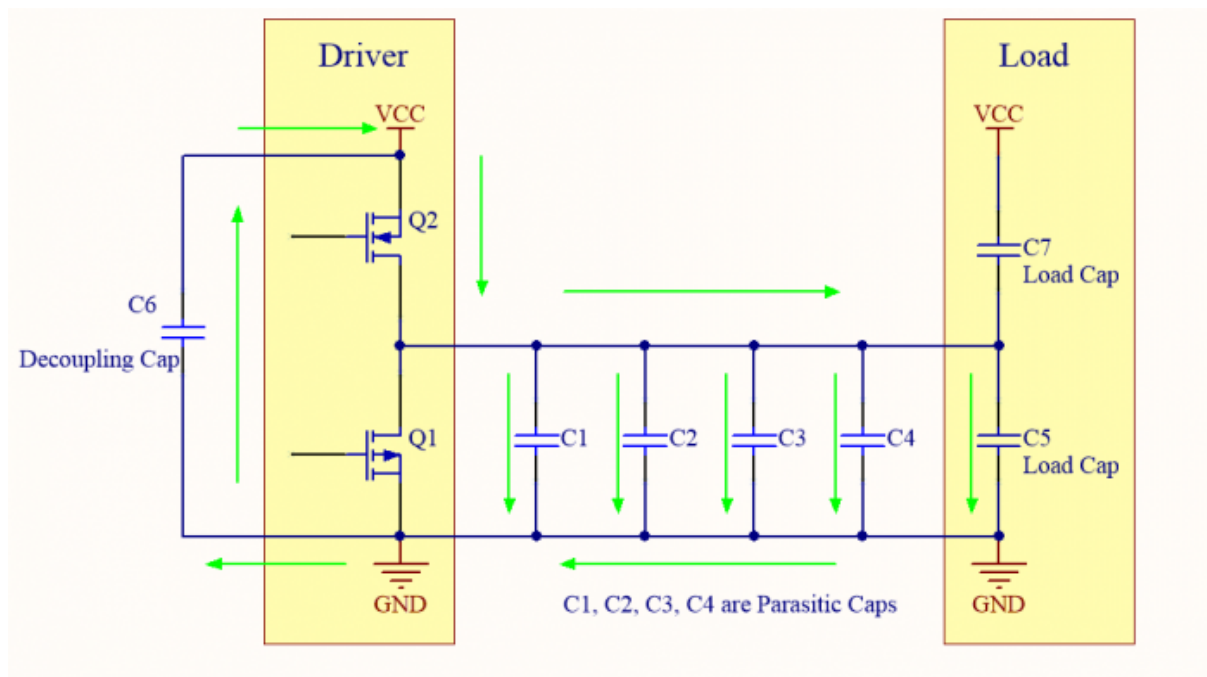 Driver
Load
VCC
VCC
Q2
C7
Load Cap
C6
Decoupling Cap
Q1
C1
C2
C3
C4
C5
Load Cap
GND
C1, C2, C3, C4 are Parasitic Caps
GND